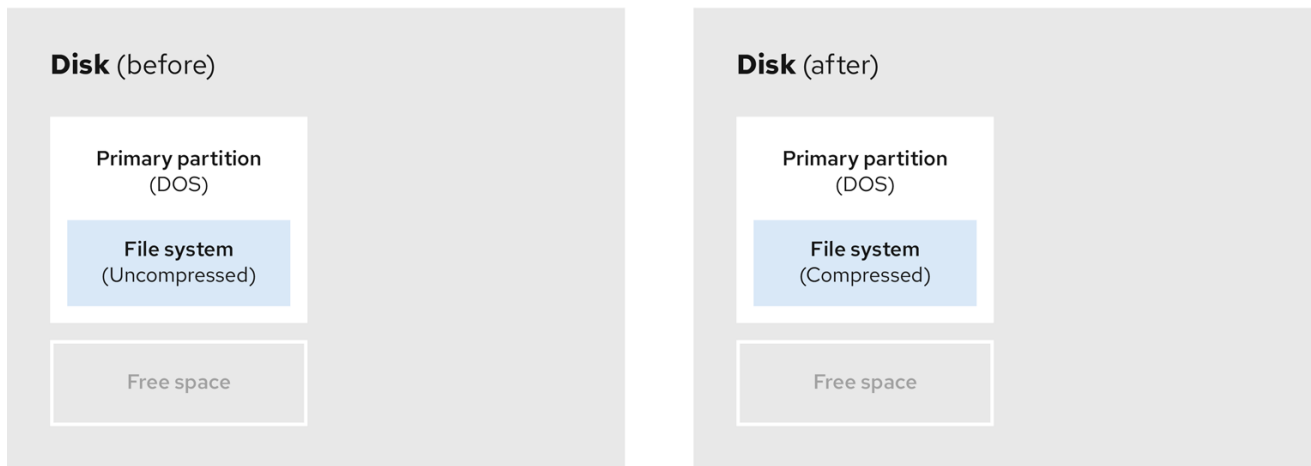 Disk (before)
Primary partition
(DOS)
File system
(Uncompressed)
Free space
Disk (after)
Primary partition
(DOS)
File system
(Compressed)
Free space